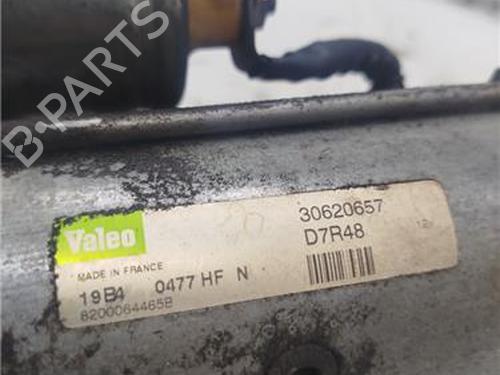 B-PARTS
Valeo
30620657
D7R48
MADE IN FRANCE
19B4 0477 HF N
8200064465B